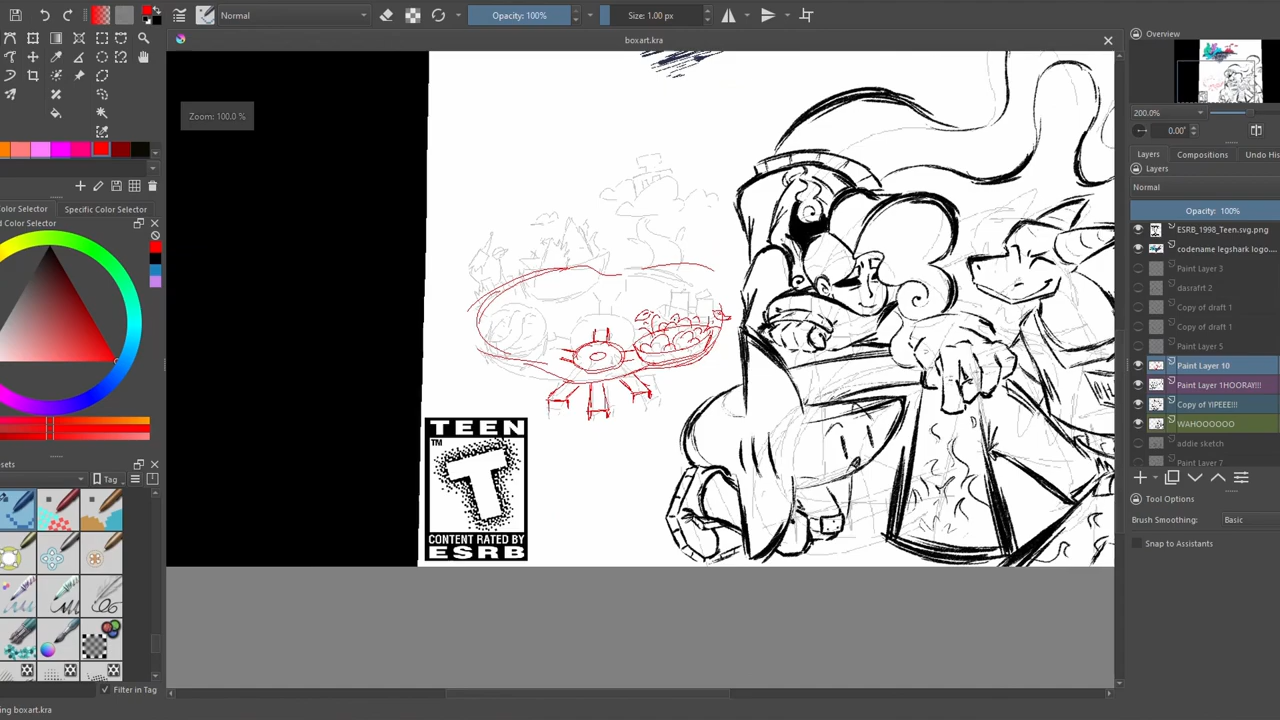 Normal
Opacity: 100%
Size: 1.00 px
boxart.kra
Zoom: 100.0 %
Overview
200.0%
0.00°
Layers
Compositions
Undo His
Layers
Normal
Opacity: 100%
ESRB_1998_Teen.svg.png
codename legshark logo...
Paint Layer 3
dasrafrt 2
Copy of draft 1
Copy of draft 1
Paint Layer 5
Paint Layer 10
Paint Layer 1HOORAY!!!
Copy of YIPEEE!!!
WAHOOOOOO
addie sketch
Paint Layer 7
Tool Options
Brush Smoothing:
Basic
Snap to Assistants
Color Selector
Specific Color Selector
d Color Selector
esets
Tag
Filter in Tag
ing boxart.kra
TEEN
TM
T
CONTENT RATED BY
ESRB